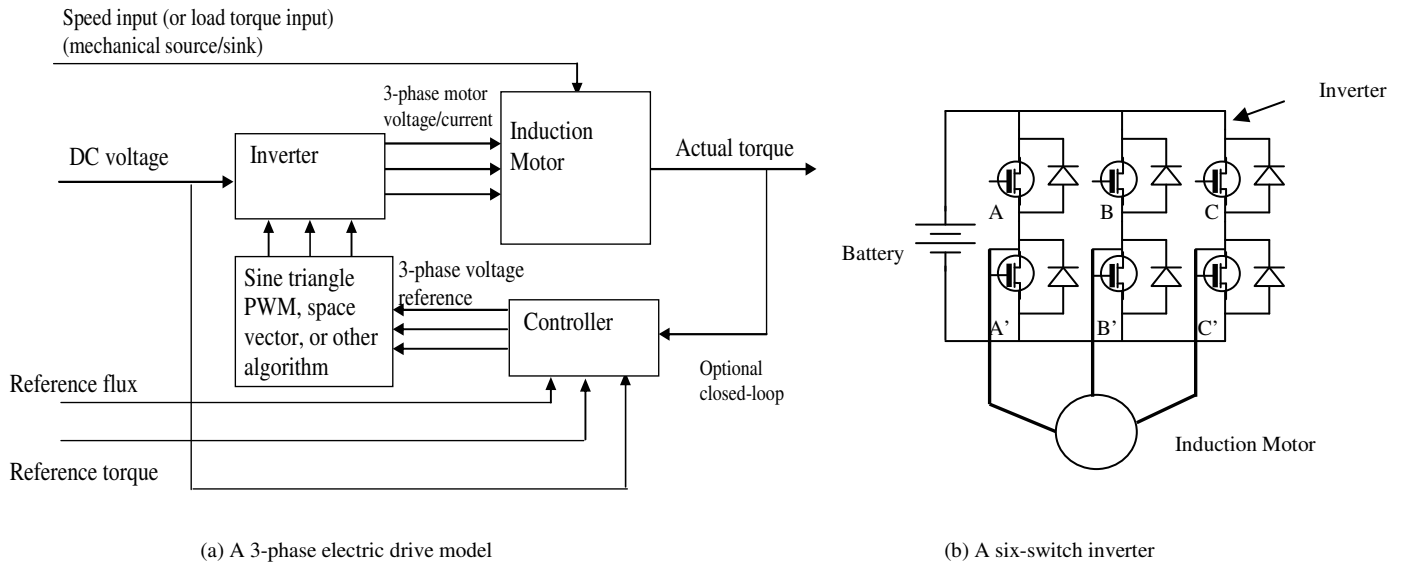 Speed input (or load torque input)
(mechanical source/sink)
3-phase motor
voltage/current
Induction
Motor
DC voltage
Inverter
Actual torque
Sine triangle
PWM, space
vector, or other
algorithm
3-phase voltage
reference
Controller
Optional
closed-loop
Reference flux
Reference torque
(a) A 3-phase electric drive model
Inverter
A
B
C
Battery
A’
B’
C’
Induction Motor
(b) A six-switch inverter